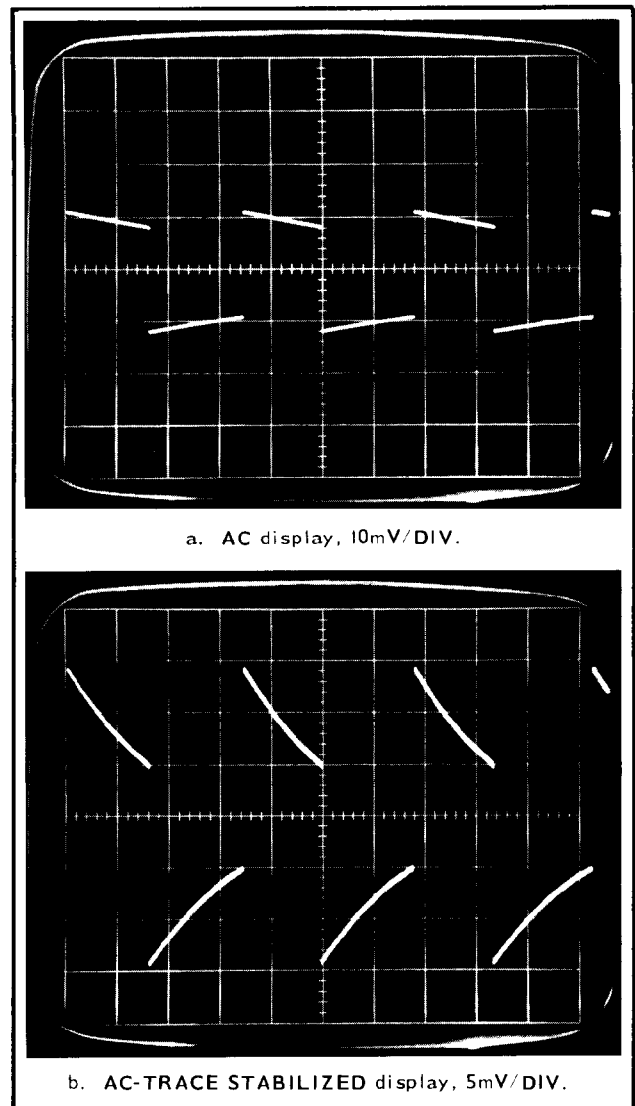 a. AC display, 10mV/DIV.
b. AC-TRACE STABILIZED display, 5mV/DIV.